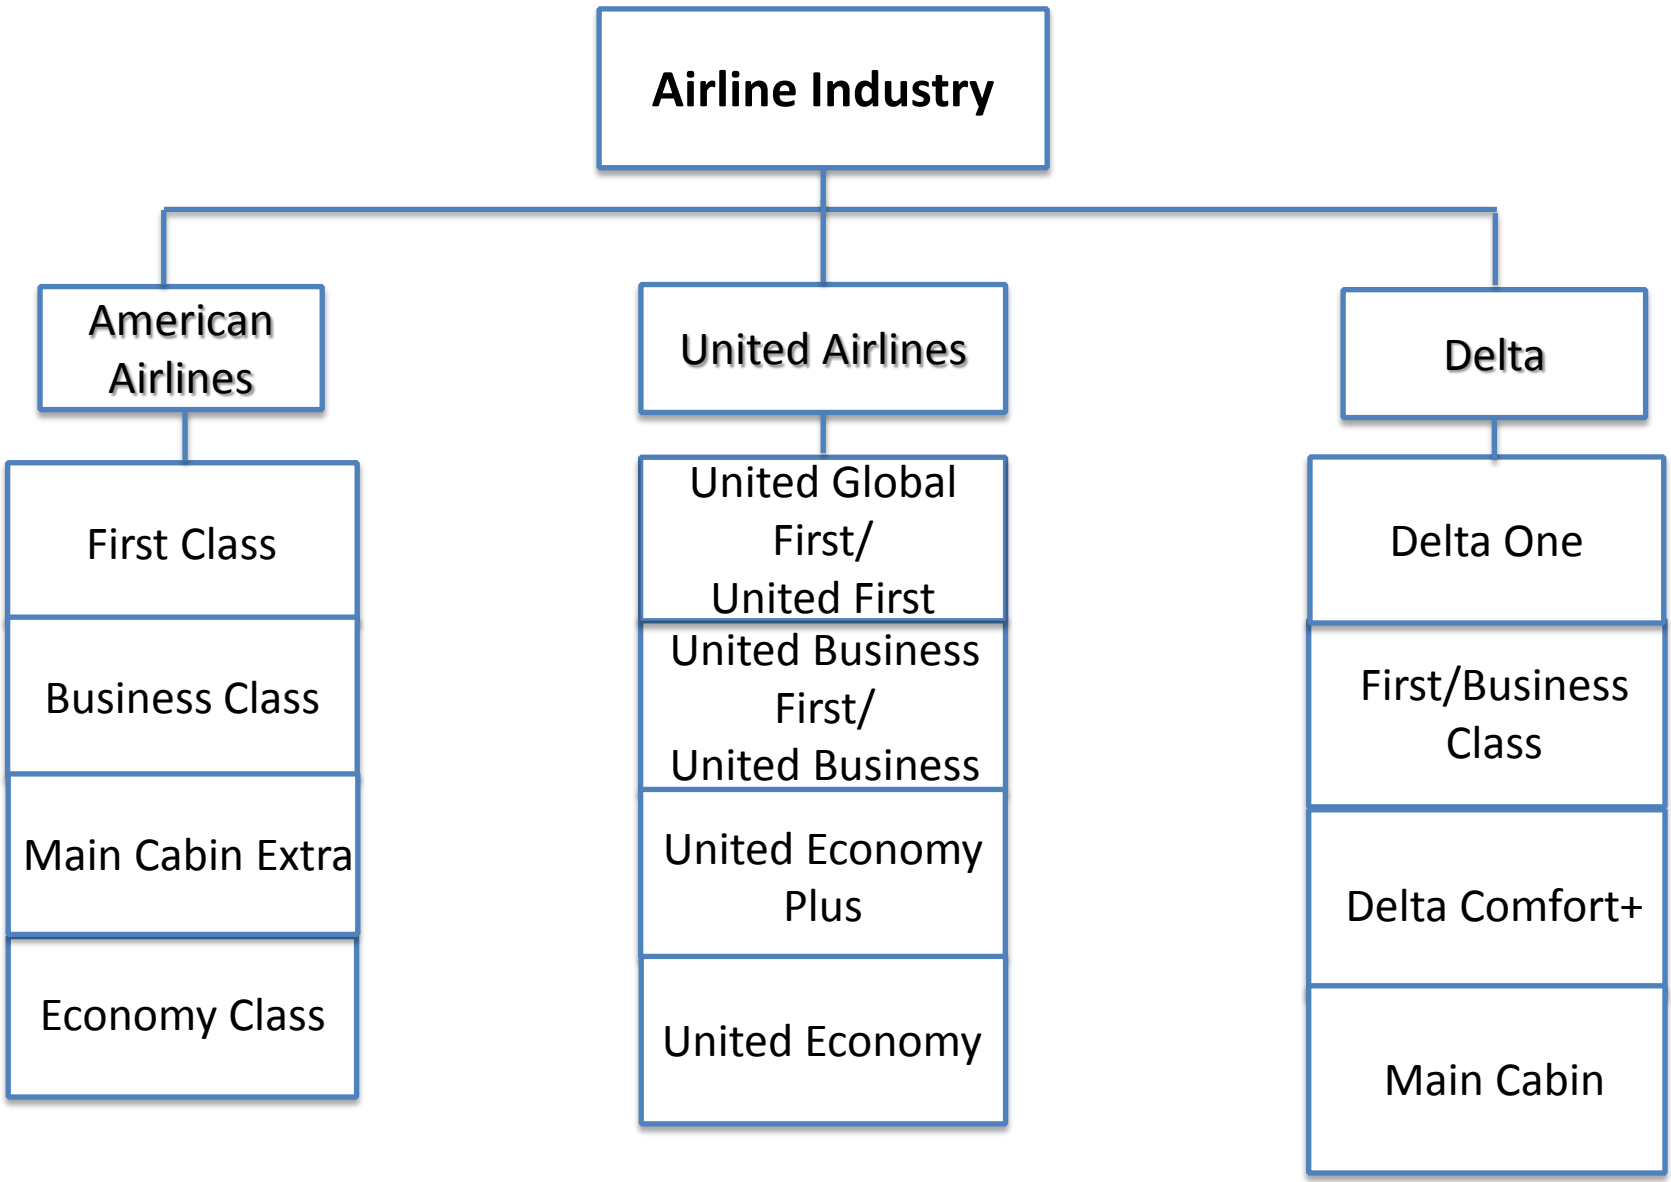 Airline Industry
American
Airlines
First Class
Business Class
Main Cabin Extra
Economy Class
United Airlines
United Global
First/
United First
United Business
First/
United Business
United Economy
Plus
United Economy
Delta
Delta One
First/Business
Class
Delta Comfort+
Main Cabin